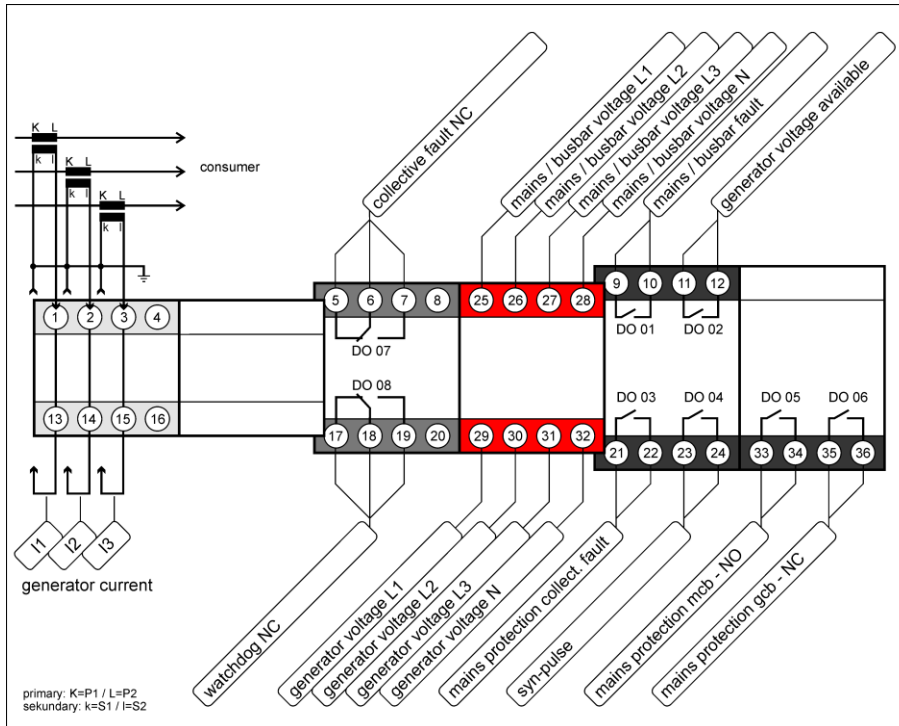 collective fault NC
mains / busbar voltage L1
mains / busbar voltage L2
mains / busbar voltage L3
mains / busbar voltage N
mains / busbar fault
generator voltage available
K L
k l
K L
k l
K L
k l
consumer
5 6 7 8
25 26 27 28
9 10 11 12
1 2 3 4
DO 07
DO 01 DO 02
DO 08
DO 03 DO 04 DO 05 DO 06
13 14 15 16
17 18 19 20
29 30 31 32
21 22 23 24
33 34 35 36
I1 I2 I3
generator current
watchdog NC
generator voltage L1
generator voltage L2
generator voltage L3
generator voltage N
mains protection collect. fault
syn-pulse
mains protection mcb - NO
mains protection gcb - NC
primary: K=P1 / L=P2
sekundary: k=S1 / l=S2